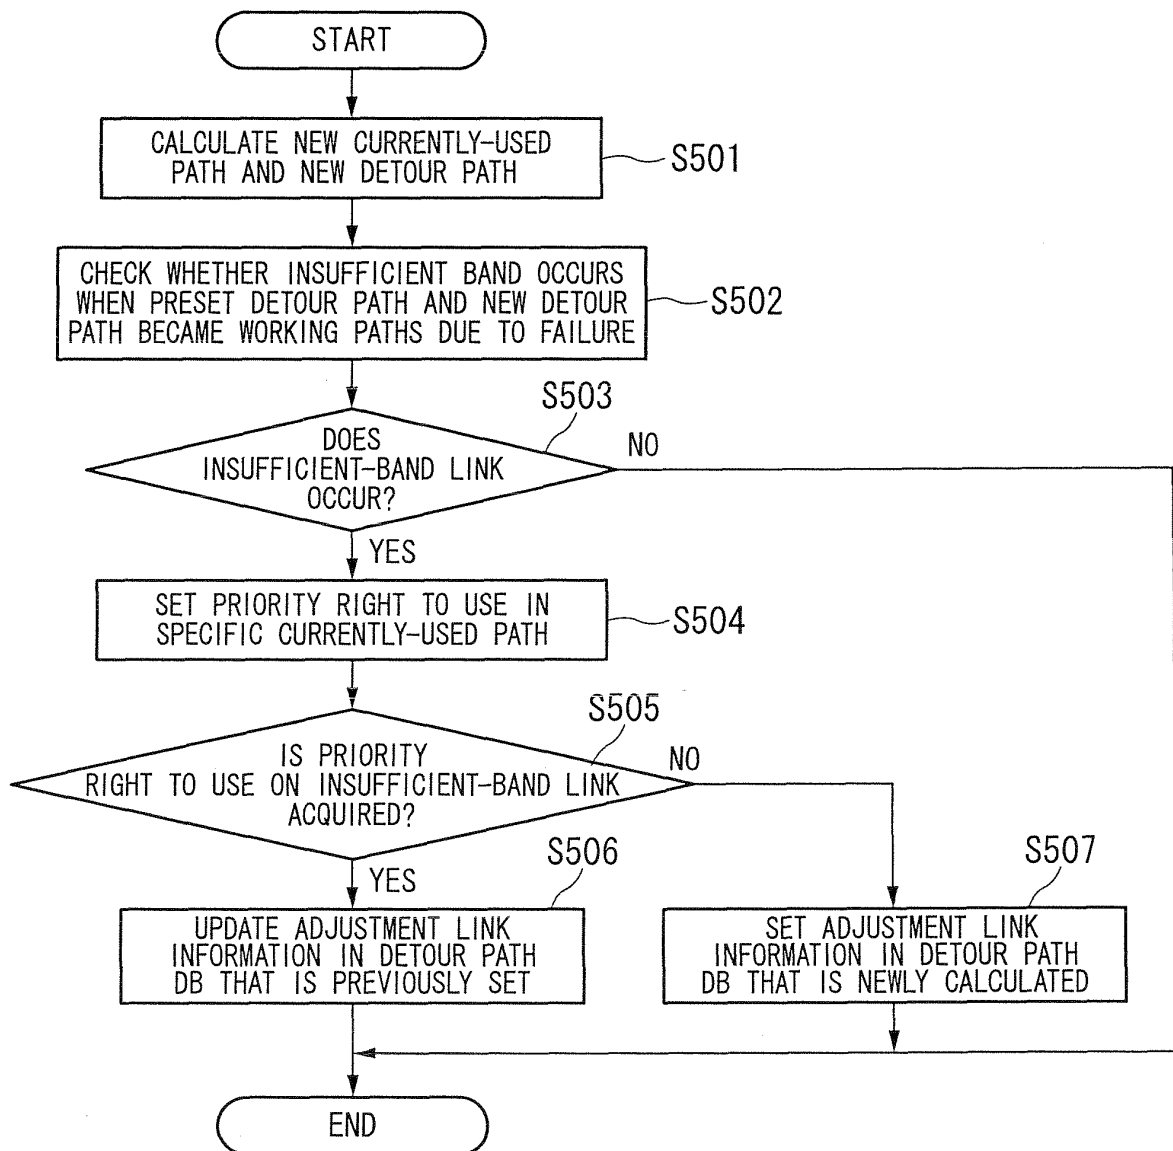 START
CALCULATE NEW CURRENTLY-USED
PATH AND NEW DETOUR PATH
S501
CHECK WHETHER INSUFFICIENT BAND OCCURS
WHEN PRESET DETOUR PATH AND NEW DETOUR
PATH BECAME WORKING PATHS DUE TO FAILURE
S502
S503
DOES
INSUFFICIENT-BAND LINK
OCCUR?
NO
YES
SET PRIORITY RIGHT TO USE IN
SPECIFIC CURRENTLY-USED PATH
S504
S505
IS PRIORITY
RIGHT TO USE ON INSUFFICIENT-BAND LINK
ACQUIRED?
NO
YES
S506
UPDATE ADJUSTMENT LINK
INFORMATION IN DETOUR PATH
DB THAT IS PREVIOUSLY SET
S507
SET ADJUSTMENT LINK
INFORMATION IN DETOUR PATH
DB THAT IS NEWLY CALCULATED
END